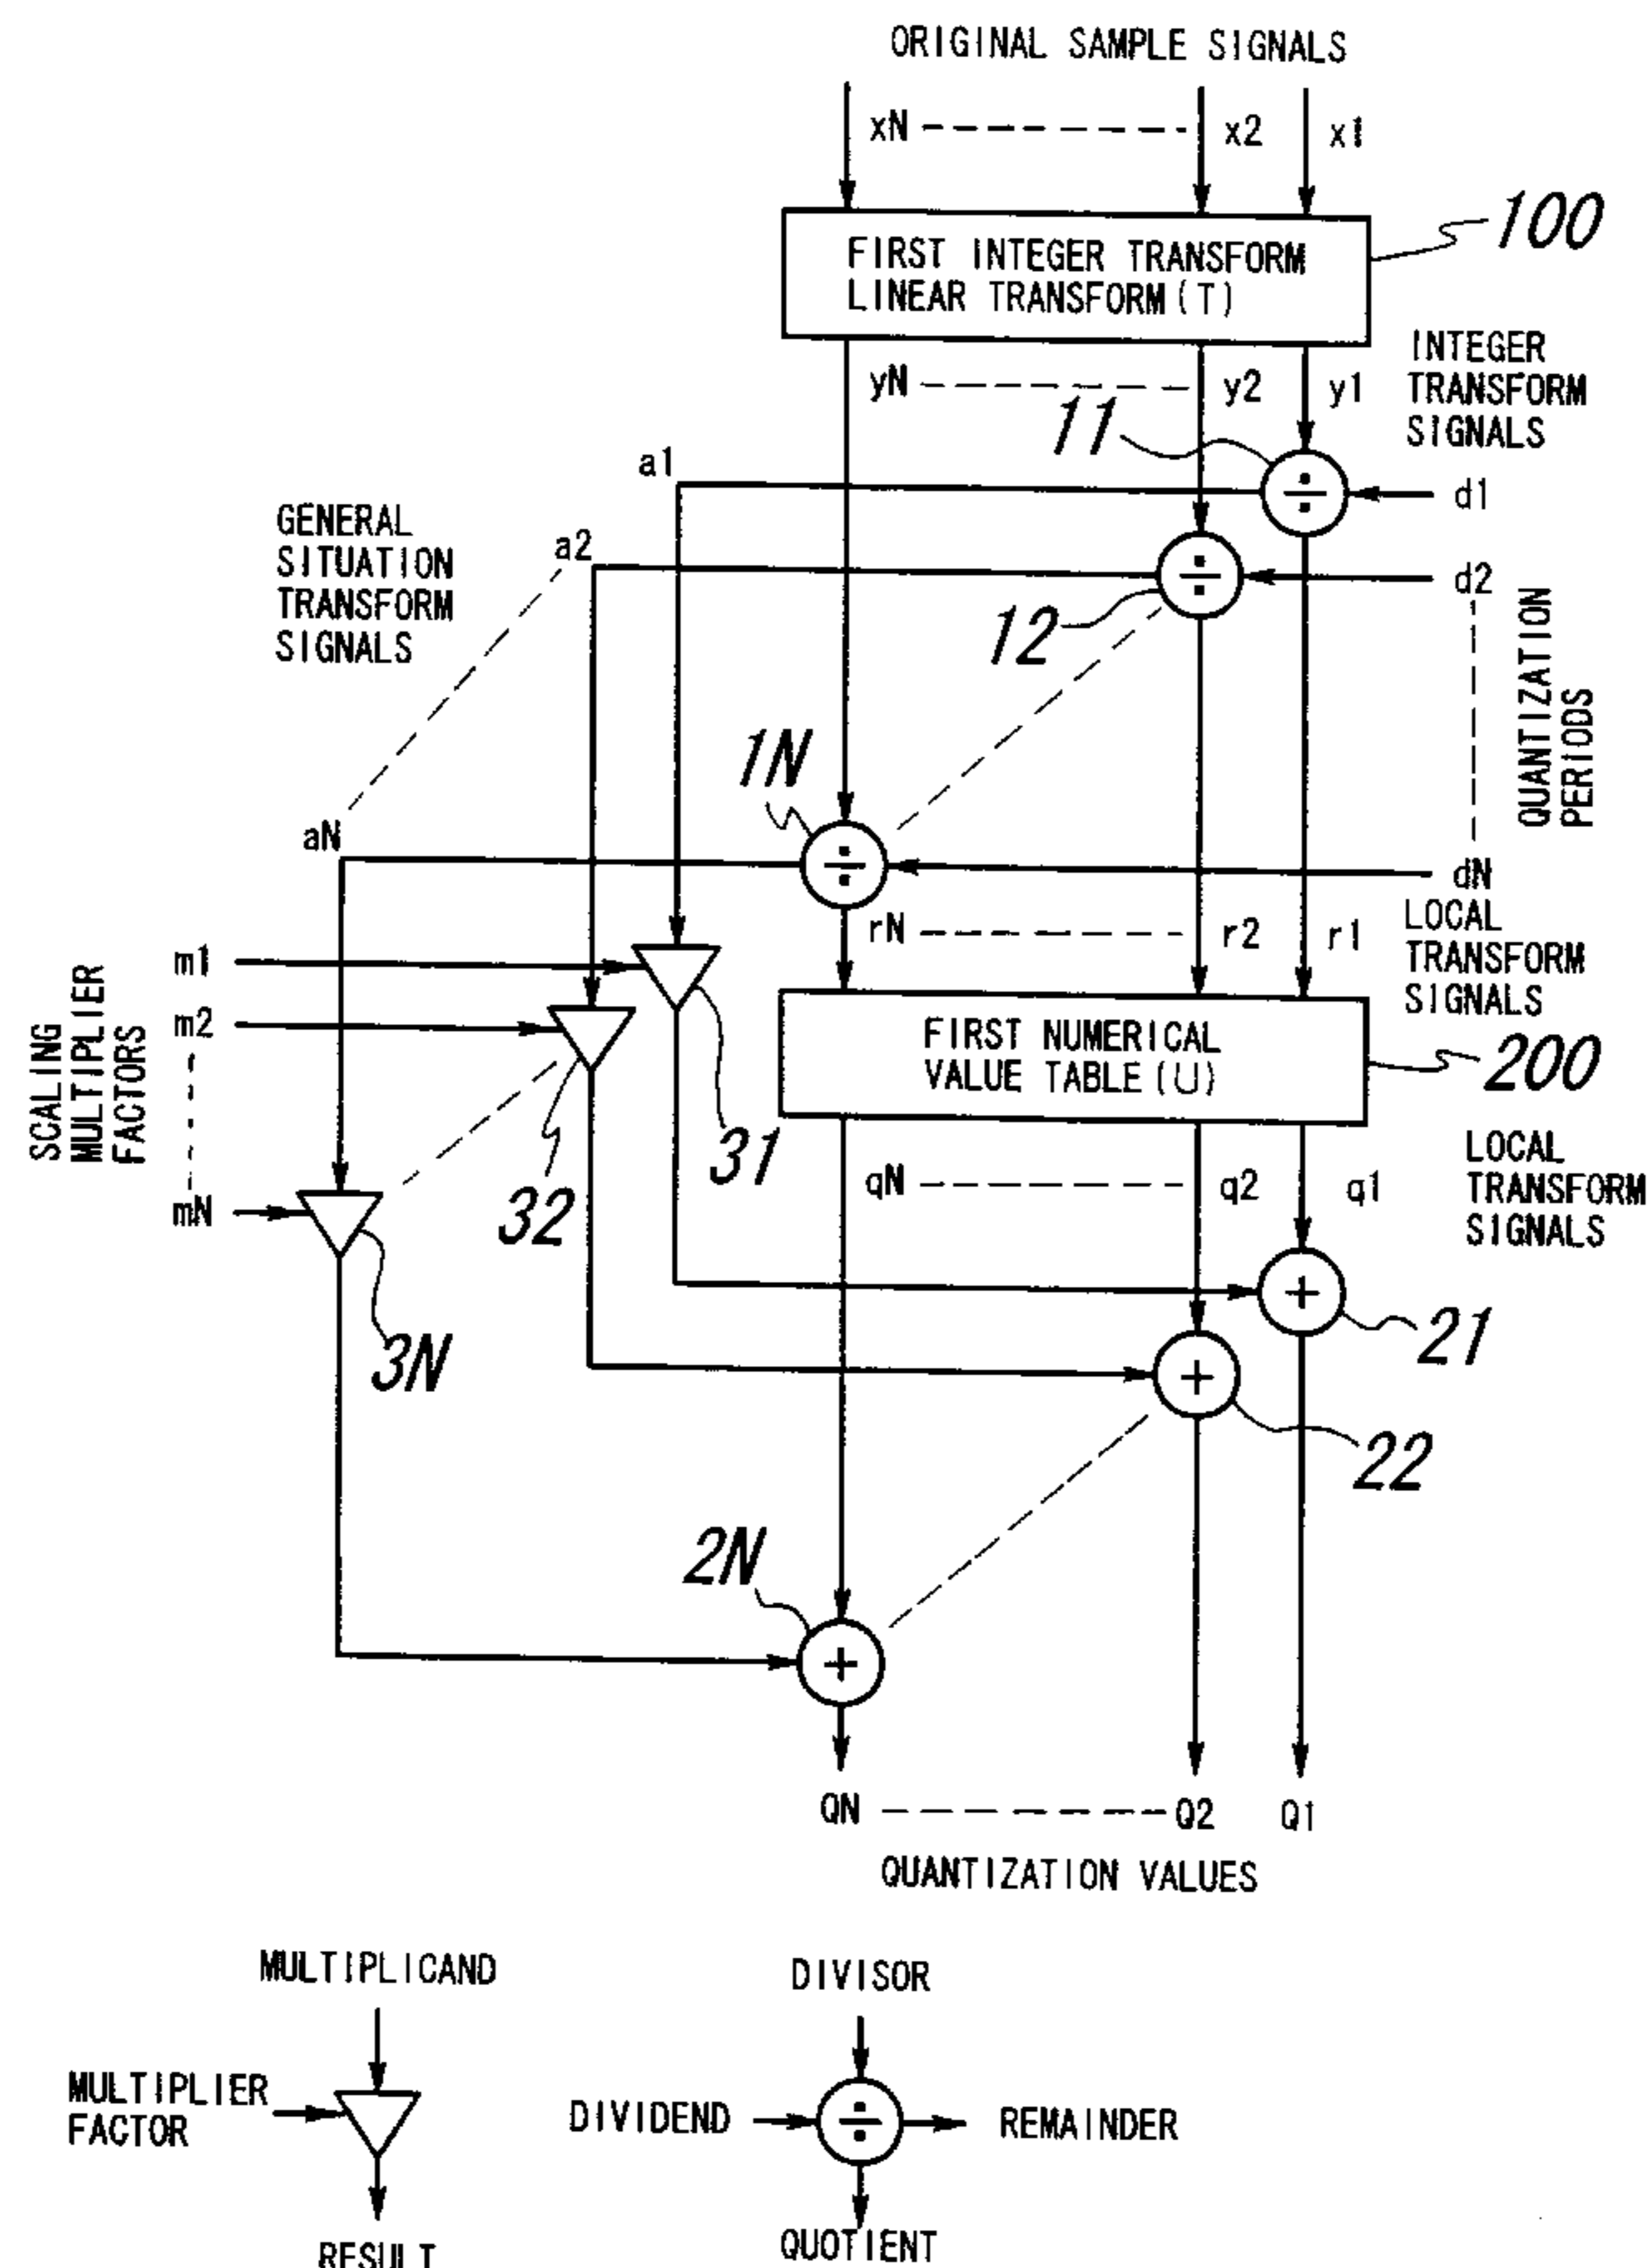 ORIGINAL SAMPLE SIGNALS
xN
x2
x1
100
FIRST INTEGER TRANSFORM
LINEAR TRANSFORM(T)
INTEGER
TRANSFORM
SIGNALS
yN
y2
y1
11
a1
d1
GENERAL
SITUATION
TRANSFORM
SIGNALS
a2
d2
12
QUANTIZATION
PERIODS
1N
aN
dN
rN
r2
r1
LOCAL
TRANSFORM
SIGNALS
SCALING
MULTIPLIER
FACTORS
m1
m2
mN
FIRST NUMERICAL
VALUE TABLE(U)
200
31
32
3N
qN
q2
q1
LOCAL
TRANSFORM
SIGNALS
21
22
2N
QN
Q2
Q1
QUANTIZATION VALUES
MULTIPLICAND
MULTIPLIER
FACTOR
RESULT
DIVISOR
DIVIDEND
REMAINDER
QUOTIENT